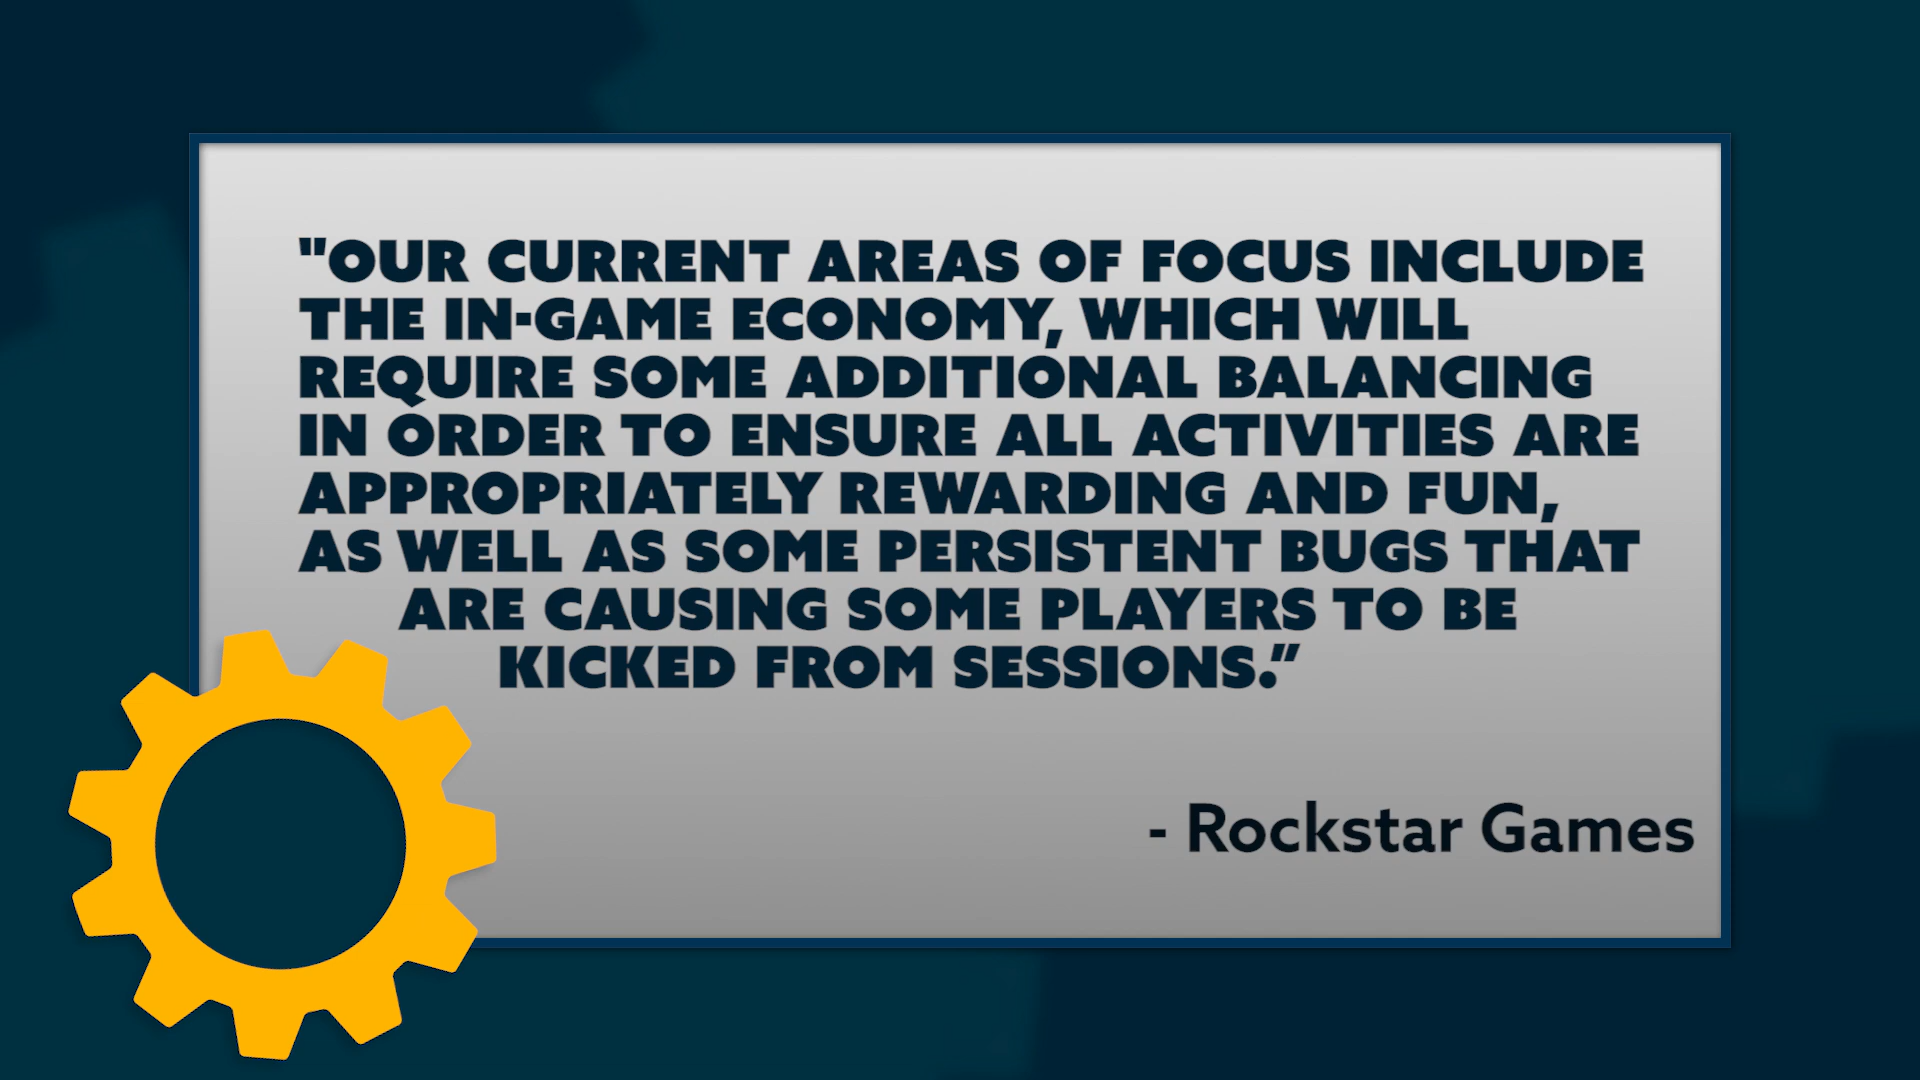 "OUR CURRENT AREAS OF FOCUS INCLUDE
THE IN-GAME ECONOMY, WHICH WILL
REQUIRE SOME ADDITIONAL BALANCING
IN ORDER TO ENSURE ALL ACTIVITIES ARE
APPROPRIATELY REWARDING AND FUN,
AS WELL AS SOME PERSISTENT BUGS THAT
ARE CAUSING SOME PLAYERS TO BE
KICKED FROM SESSIONS.”
- Rockstar Games